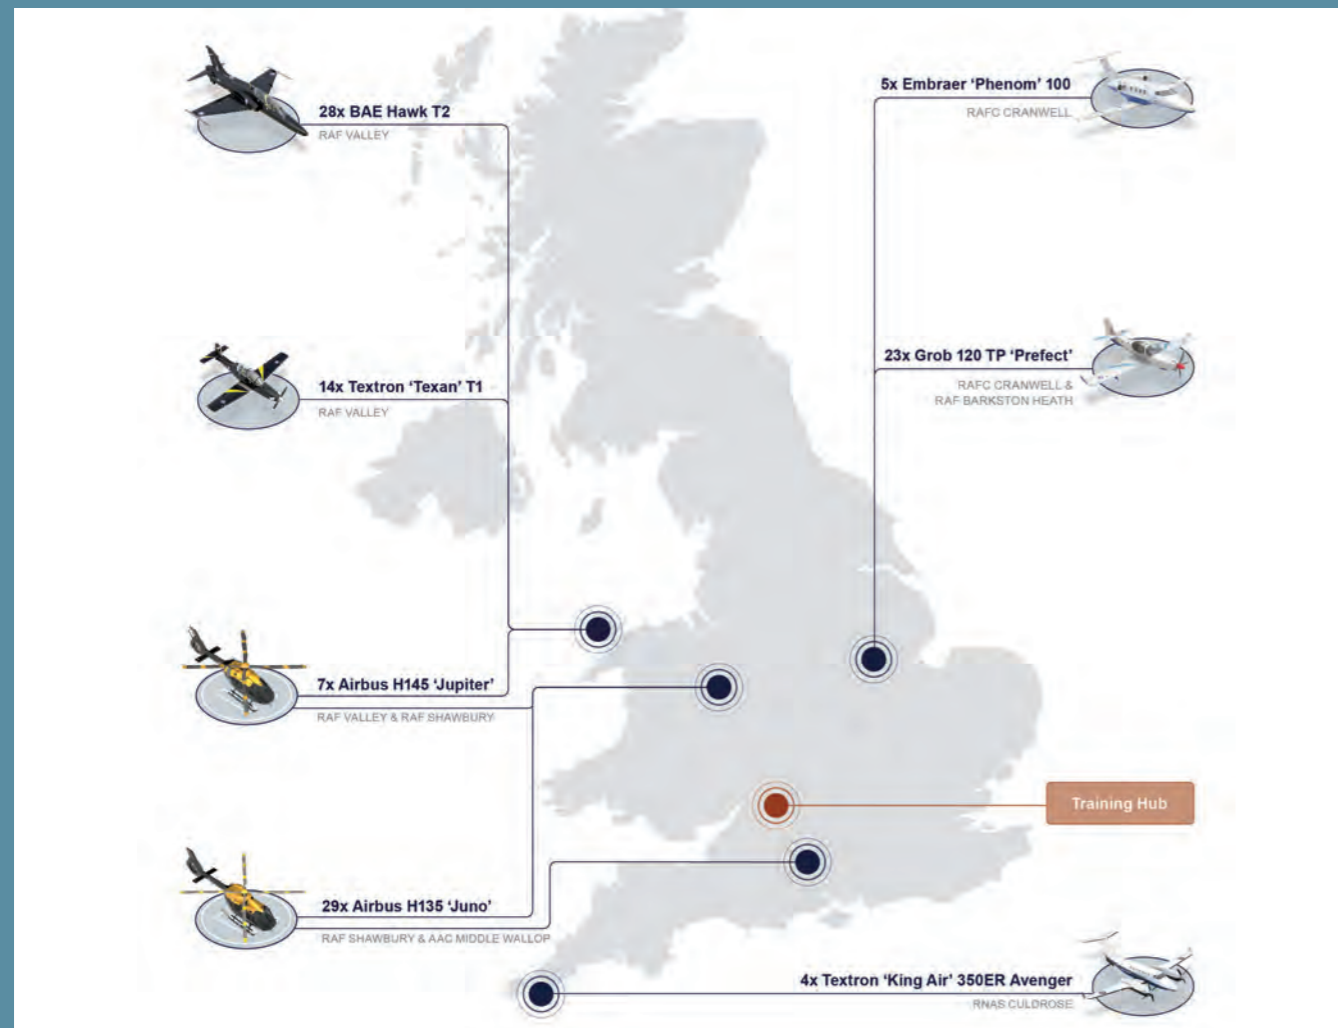 28x BAE Hawk T2
RAF VALLEY
5x Embraer ‘Phenom’ 100
RAFC CRANWELL
14x Textron ‘Texan’ T1
RAF VALLEY
23x Grob 120 TP ‘Prefect’
RAFC CRANWELL &
RAF BARKSTON HEATH
7x Airbus H145 ‘Jupiter’
RAF VALLEY & RAF SHAWBURY
Training Hub
29x Airbus H135 ‘Juno’
RAF SHAWBURY & AAC MIDDLE WALLOP
4x Textron ‘King Air’ 350ER Avenger
RNAS CULDROSE